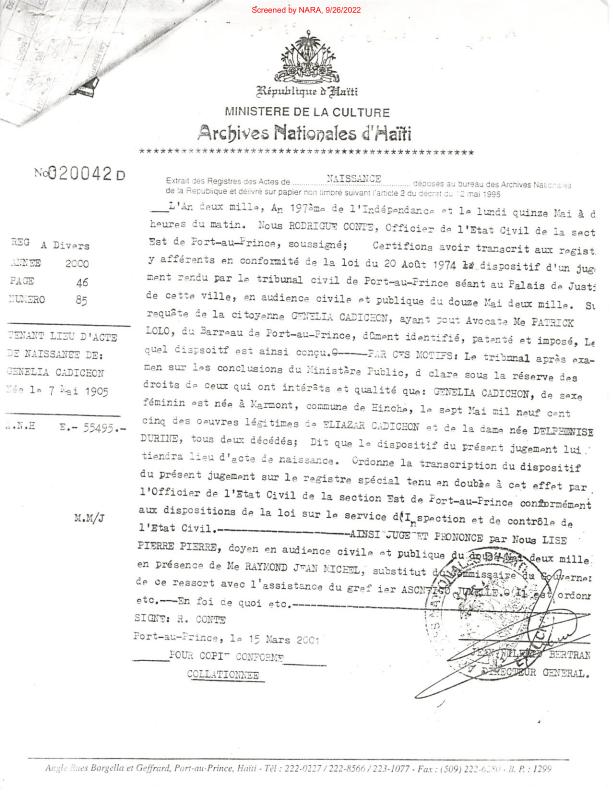 Screened by NARA, 9/26/2022
République d'Haïti
MINISTERE DE LA CULTURE
Archives Nationales d'Haïti
No020042 D
Extrait des Registres des Actes de NAISSANCE déposés au bureau des Archives Nationales
de la Republique et délivré sur papier non timbré suivant l'article 2 du décret du 12 mai 1995
L'An deux mille, An 197ème de l'Indépendance et le lundi quinze Mai à d
heures du matin. Nous RODRIGUE CONTE, Officier de l'Etat Civil de la sect
Est de Port-au-Prince, soussigné; Certifions avoir transcrit aux regist
y afférents en conformité de la loi du 20 Août 1974 le dispositif d'un juge
ment rendu par le tribunal civil de Port-au-Prince séant au Palais de Justi
de cette ville, en audience civile et publique du douze Mai deux mille. Su
requête de la citoyenne GENELIA CADICHON, ayant pour Avocate Me PATRICK
LOLO, du Barreau de Port-au-Prince, dûment identifié, patenté et imposé, Le
quel dispsoitf est ainsi conçu.G-----PAR CES MOTIFS: Le tribunal après exa-
men sur les conclusions du Ministère Public, d clare sous la réserve des
droits de ceux qui ont intérêts et qualité que: GENELIA CADICHON, de sexe
féminin est née à Marmont, commune de Hinche, le sept Mai mil neuf cent
cinq des oeuvres légitimes de ELIAZAR CADICHON et de la dame née DELPHENISE
DURINE, tous deux décédés; Dit que le dispositif du présent jugement lui
tiendra lieu d'acte de naissance. Ordonne la transcription du dispositif
du présent jugement sur le registre spécial tenu en double à cet effet par
l'Officier de l'Etat Civil de la section Est de Port-au-Prince conformément
aux dispositions de la loi sur le service d'Inspection et de contrôle de
l'Etat Civil.---------------AINSI JUGE ET PRONONCE par Nous LISE
PIERRE PIERRE, doyen en audience civile et publique du douze Mai deux mille
en présence de Me RAYMOND JEAN MICHEL, substitut du Commissaire du Gouverne
de ce ressort avec l'assistance du gref ier est ordonn
etc.---En foi de quoi etc.
REG A Divers
ANNEE 2000
PAGE 46
NUMERO 85
TENANT LIEU D'ACTE
DE NAISSANCE DE:
GENELIA CADICHON
Née le 7 Mai 1905
A.N.H E.- 55495.-
M.M/J
SIGNE: R. CONTE
Port-au-Prince, le 15 Mars 2001
POUR COPIE CONFORME
COLLATIONNEE
BERTRAN
DIRECTEUR GENERAL.
Angle Rues Borgella et Geffrard, Port-au-Prince, Haïti - Tél : 222-0227 / 222-8566 / 223-1077 - Fax : (509) 222-6280 - B. P. : 1299